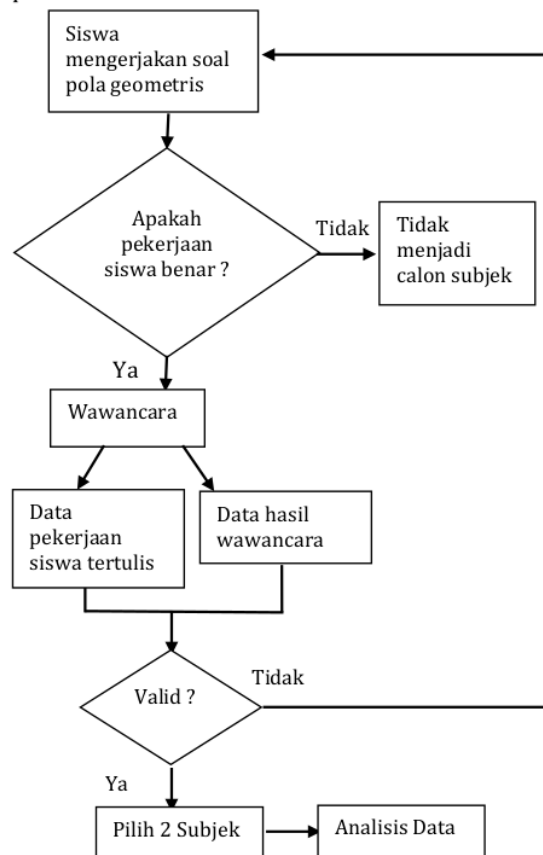 Siswa
mengerjakan soal
pola geometris
Apakah
pekerjaan
siswa benar ?
Tidak
Tidak
menjadi
calon subjek
Ya
Wawancara
Data
pekerjaan
siswa tertulis
Data hasil
wawancara
Valid ?
Tidak
Ya
Pilih 2 Subjek
Analisis Data